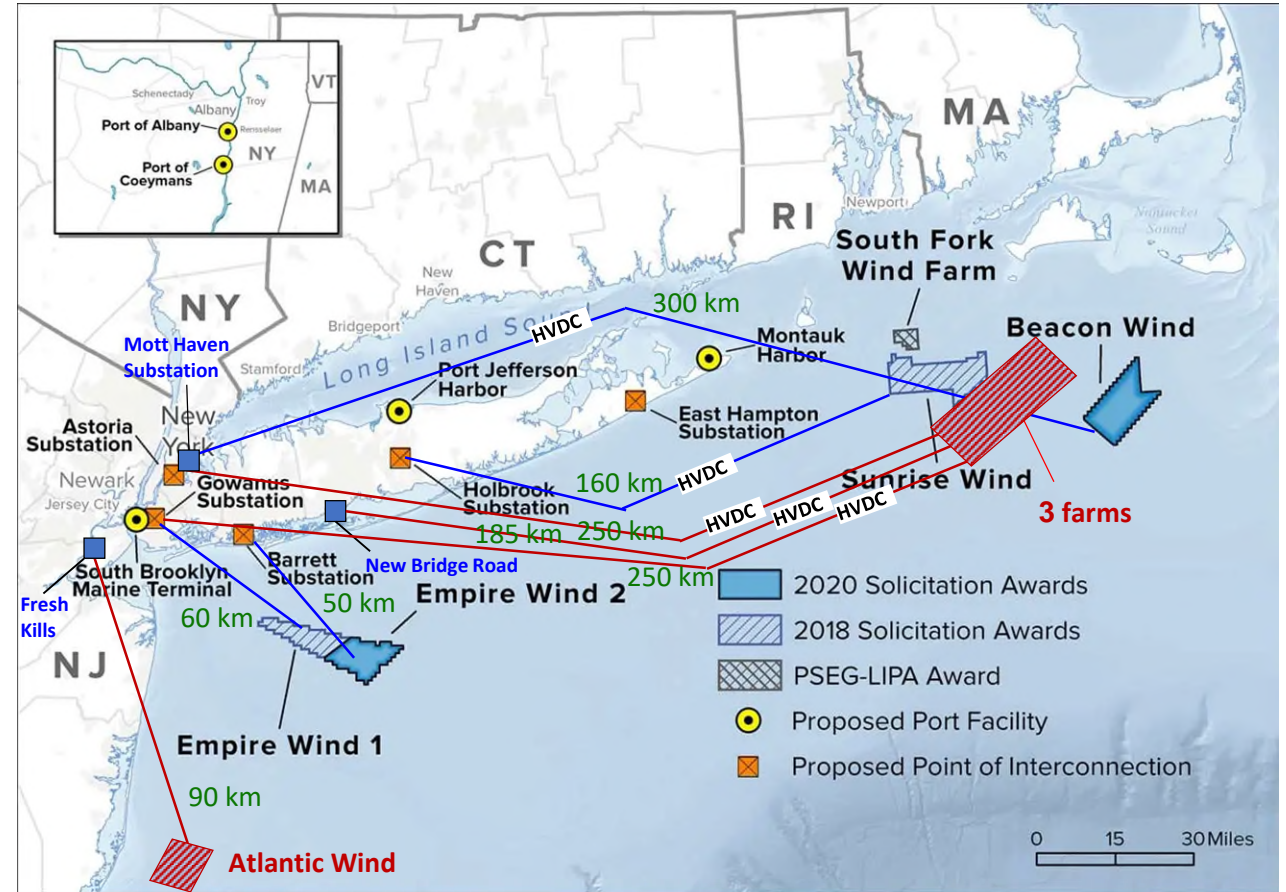 VT
Schenectady
Troy
Albany
Port of Albany
Rensselaer
NY
Port of
Coeymans
MA
MA
RI
Newport
Nantucket
Sound
CT
South Fork
Wind Farm
New
Haven
NY
300 km
Beacon Wind
Bridgeport
Long Island Sound
HVDC
Montauk
Harbor
Mott Haven
Substation
Stamford
Port Jefferson
Harbor
New
York
Astoria
Substation
East Hampton
Substation
Newark
Gowanus
Substation
Jersey City
Holbrook
Substation
160 km
HVDC
Sunrise Wind
185 km
250 km
HVDC
HVDC
HVDC
3 farms
Barrett
Substation
New Bridge Road
250 km
South Brooklyn
Marine Terminal
Fresh
Kills
50 km
60 km
Empire Wind 2
NJ
2020 Solicitation Awards
2018 Solicitation Awards
PSEG-LIPA Award
Proposed Port Facility
Proposed Point of Interconnection
Empire Wind 1
90 km
Atlantic Wind
0 15 30 Miles